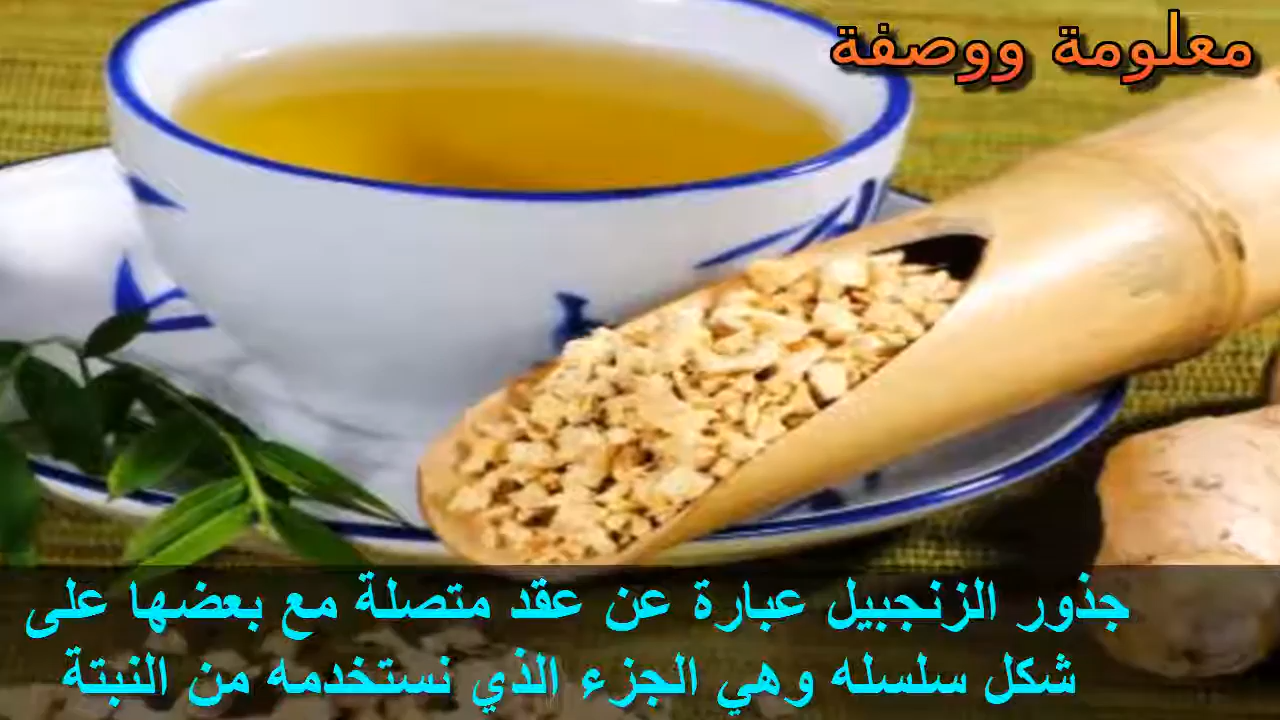 معلومة ووصفة
جذور الزنجبيل عبارة عن عقد متصلة مع بعضها على
شكل سلسله وهي الجزء الذي نستخدمه من النبتة